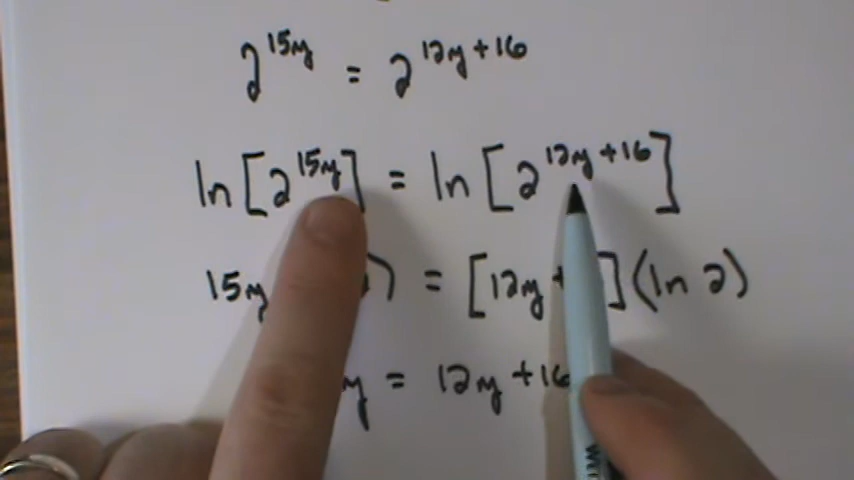 2^{15y} = 2^{12y+16}
ln[2^{15y}] = ln[2^{12y+16}]
15y ) = [12y+ ](ln 2)
y = 12y+16